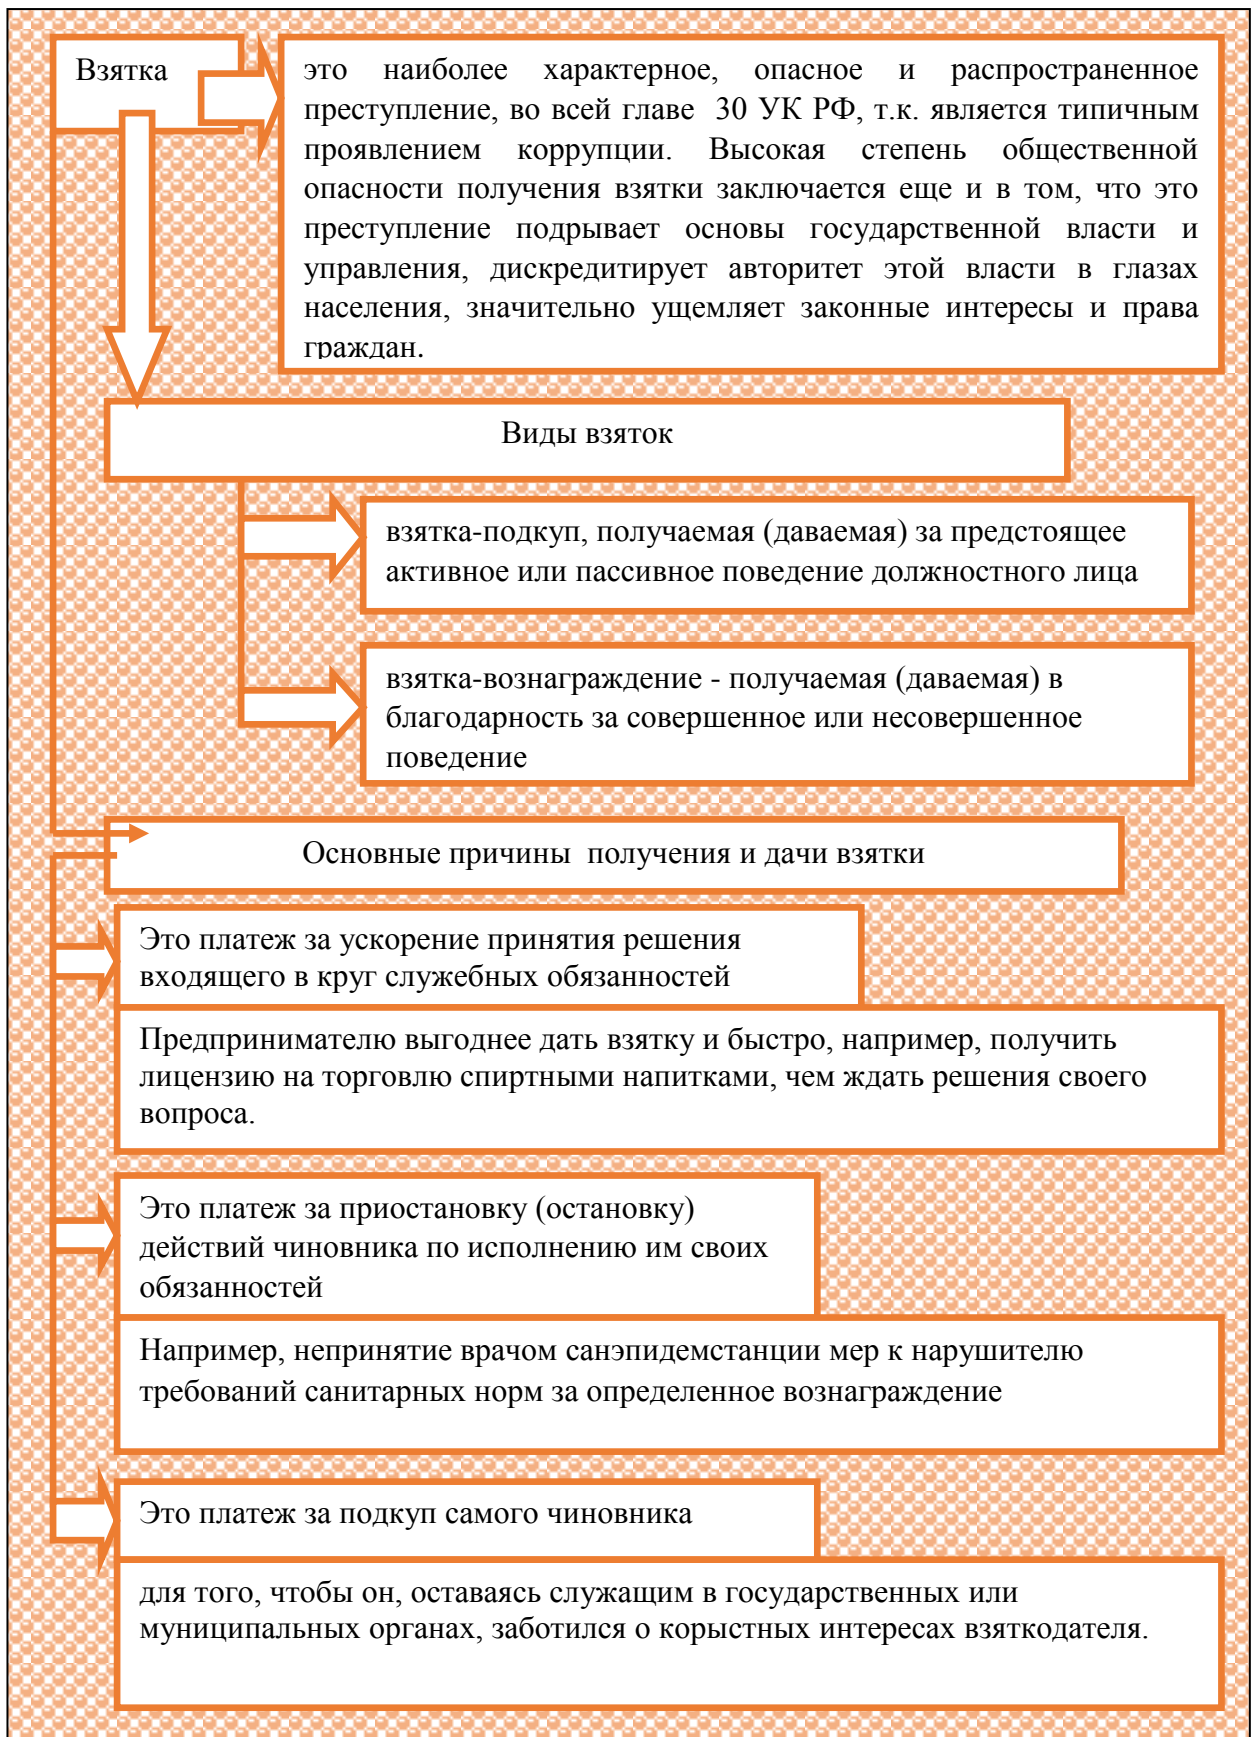 Взятка
это наиболее характерное, опасное и распространенное
преступление, во всей главе 30 УК РФ, т.к. является типичным
проявлением коррупции. Высокая степень общественной
опасности получения взятки заключается еще и в том, что это
преступление подрывает основы государственной власти и
управления, дискредитирует авторитет этой власти в глазах
населения, значительно ущемляет законные интересы и права
граждан.
Виды взяток
взятка-подкуп, получаемая (даваемая) за предстоящее
активное или пассивное поведение должностного лица
взятка-вознаграждение - получаемая (даваемая) в
благодарность за совершенное или несовершенное
поведение
Основные причины получения и дачи взятки
Это платеж за ускорение принятия решения
входящего в круг служебных обязанностей
Предпринимателю выгоднее дать взятку и быстро, например, получить
лицензию на торговлю спиртными напитками, чем ждать решения своего
вопроса.
Это платеж за приостановку (остановку)
действий чиновника по исполнению им своих
обязанностей
Например, непринятие врачом санэпидемстанции мер к нарушителю
требований санитарных норм за определенное вознаграждение
Это платеж за подкуп самого чиновника
для того, чтобы он, оставаясь служащим в государственных или
муниципальных органах, заботился о корыстных интересах взяткодателя.